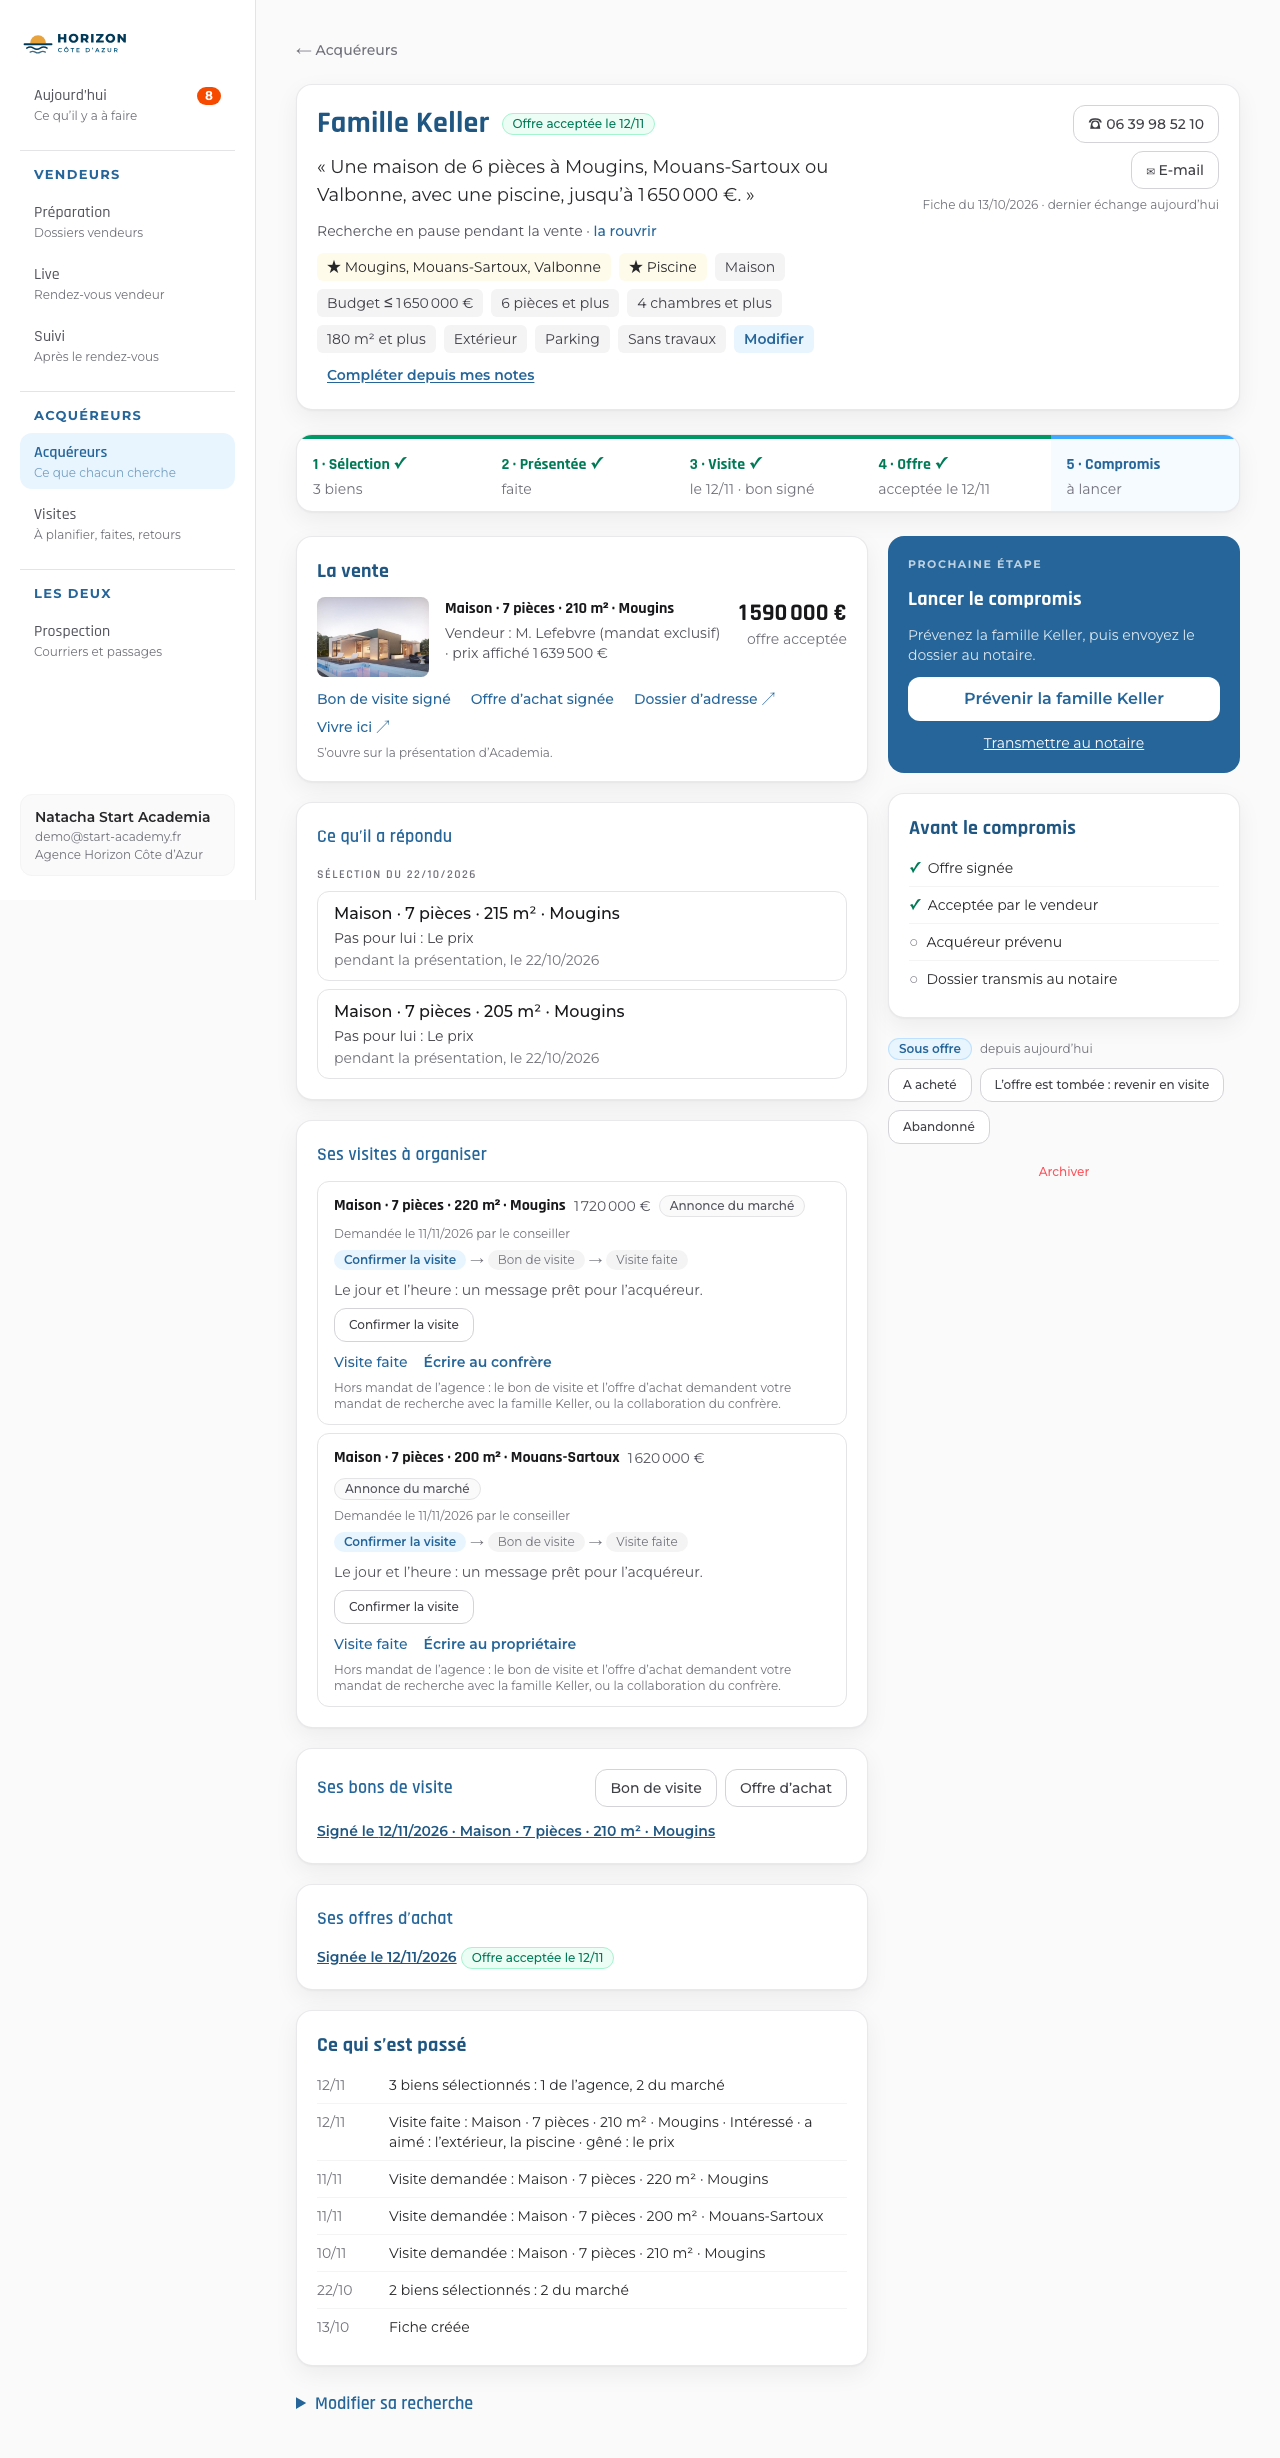 HORIZON
CÔTE D'AZUR
Aujourd'hui
8
Ce qu'il y a à faire
VENDEURS
Préparation
Dossiers vendeurs
Live
Rendez-vous vendeur
Suivi
Après le rendez-vous
ACQUÉREURS
Acquéreurs
Ce que chacun cherche
Visites
À planifier, faites, retours
LES DEUX
Prospection
Courriers et passages
Natacha Start Academia
demo@start-academy.fr
Agence Horizon Côte d'Azur
← Acquéreurs
Famille Keller
Offre acceptée le 12/11
« Une maison de 6 pièces à Mougins, Mouans-Sartoux ou
Valbonne, avec une piscine, jusqu'à 1 650 000 €. »
Recherche en pause pendant la vente · la rouvrir
★ Mougins, Mouans-Sartoux, Valbonne
★ Piscine
Maison
Budget ≤ 1 650 000 €
6 pièces et plus
4 chambres et plus
180 m² et plus
Extérieur
Parking
Sans travaux
Modifier
Compléter depuis mes notes
☎ 06 39 98 52 10
✉ E-mail
Fiche du 13/10/2026 · dernier échange aujourd'hui
1 · Sélection ✓
3 biens
2 · Présentée ✓
faite
3 · Visite ✓
le 12/11 · bon signé
4 · Offre ✓
acceptée le 12/11
5 · Compromis
à lancer
La vente
Maison · 7 pièces · 210 m² · Mougins
Vendeur : M. Lefebvre (mandat exclusif)
· prix affiché 1 639 500 €
1 590 000 €
offre acceptée
Bon de visite signé
Offre d'achat signée
Dossier d'adresse ↗
Vivre ici ↗
S'ouvre sur la présentation d'Academia.
Ce qu'il a répondu
SÉLECTION DU 22/10/2026
Maison · 7 pièces · 215 m² · Mougins
Pas pour lui : Le prix
pendant la présentation, le 22/10/2026
Maison · 7 pièces · 205 m² · Mougins
Pas pour lui : Le prix
pendant la présentation, le 22/10/2026
Ses visites à organiser
Maison · 7 pièces · 220 m² · Mougins 1 720 000 € Annonce du marché
Demandée le 11/11/2026 par le conseiller
Confirmer la visite → Bon de visite → Visite faite
Le jour et l'heure : un message prêt pour l'acquéreur.
Confirmer la visite
Visite faite
Écrire au confrère
Hors mandat de l'agence : le bon de visite et l'offre d'achat demandent votre
mandat de recherche avec la famille Keller, ou la collaboration du confrère.
Maison · 7 pièces · 200 m² · Mouans-Sartoux 1 620 000 €
Annonce du marché
Demandée le 11/11/2026 par le conseiller
Confirmer la visite → Bon de visite → Visite faite
Le jour et l'heure : un message prêt pour l'acquéreur.
Confirmer la visite
Visite faite
Écrire au propriétaire
Hors mandat de l'agence : le bon de visite et l'offre d'achat demandent votre
mandat de recherche avec la famille Keller, ou la collaboration du confrère.
Ses bons de visite
Bon de visite
Offre d'achat
Signé le 12/11/2026 · Maison · 7 pièces · 210 m² · Mougins
Ses offres d'achat
Signée le 12/11/2026 Offre acceptée le 12/11
Ce qui s'est passé
12/11 3 biens sélectionnés : 1 de l'agence, 2 du marché
12/11 Visite faite : Maison · 7 pièces · 210 m² · Mougins · Intéressé · a
aimé : l'extérieur, la piscine · gêné : le prix
11/11 Visite demandée : Maison · 7 pièces · 220 m² · Mougins
11/11 Visite demandée : Maison · 7 pièces · 200 m² · Mouans-Sartoux
10/11 Visite demandée : Maison · 7 pièces · 210 m² · Mougins
22/10 2 biens sélectionnés : 2 du marché
13/10 Fiche créée
▶ Modifier sa recherche
PROCHAINE ÉTAPE
Lancer le compromis
Prévenez la famille Keller, puis envoyez le
dossier au notaire.
Prévenir la famille Keller
Transmettre au notaire
Avant le compromis
✓ Offre signée
✓ Acceptée par le vendeur
○ Acquéreur prévenu
○ Dossier transmis au notaire
Sous offre depuis aujourd'hui
A acheté
L'offre est tombée : revenir en visite
Abandonné
Archiver